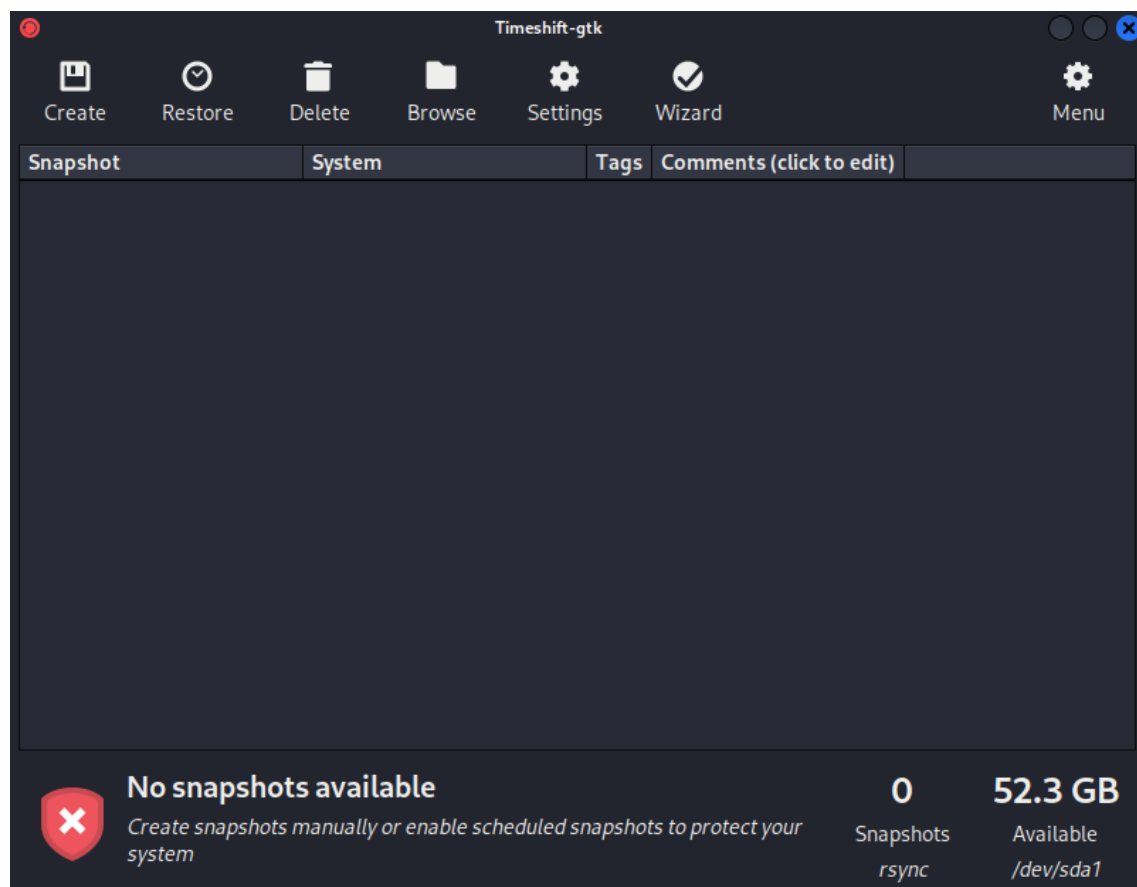 Timeshift-gtk
Create Restore Delete Browse Settings Wizard Menu
Snapshot System Tags Comments (click to edit)
No snapshots available
Create snapshots manually or enable scheduled snapshots to protect your
system
0 52.3 GB
Snapshots Available
rsync /dev/sda1